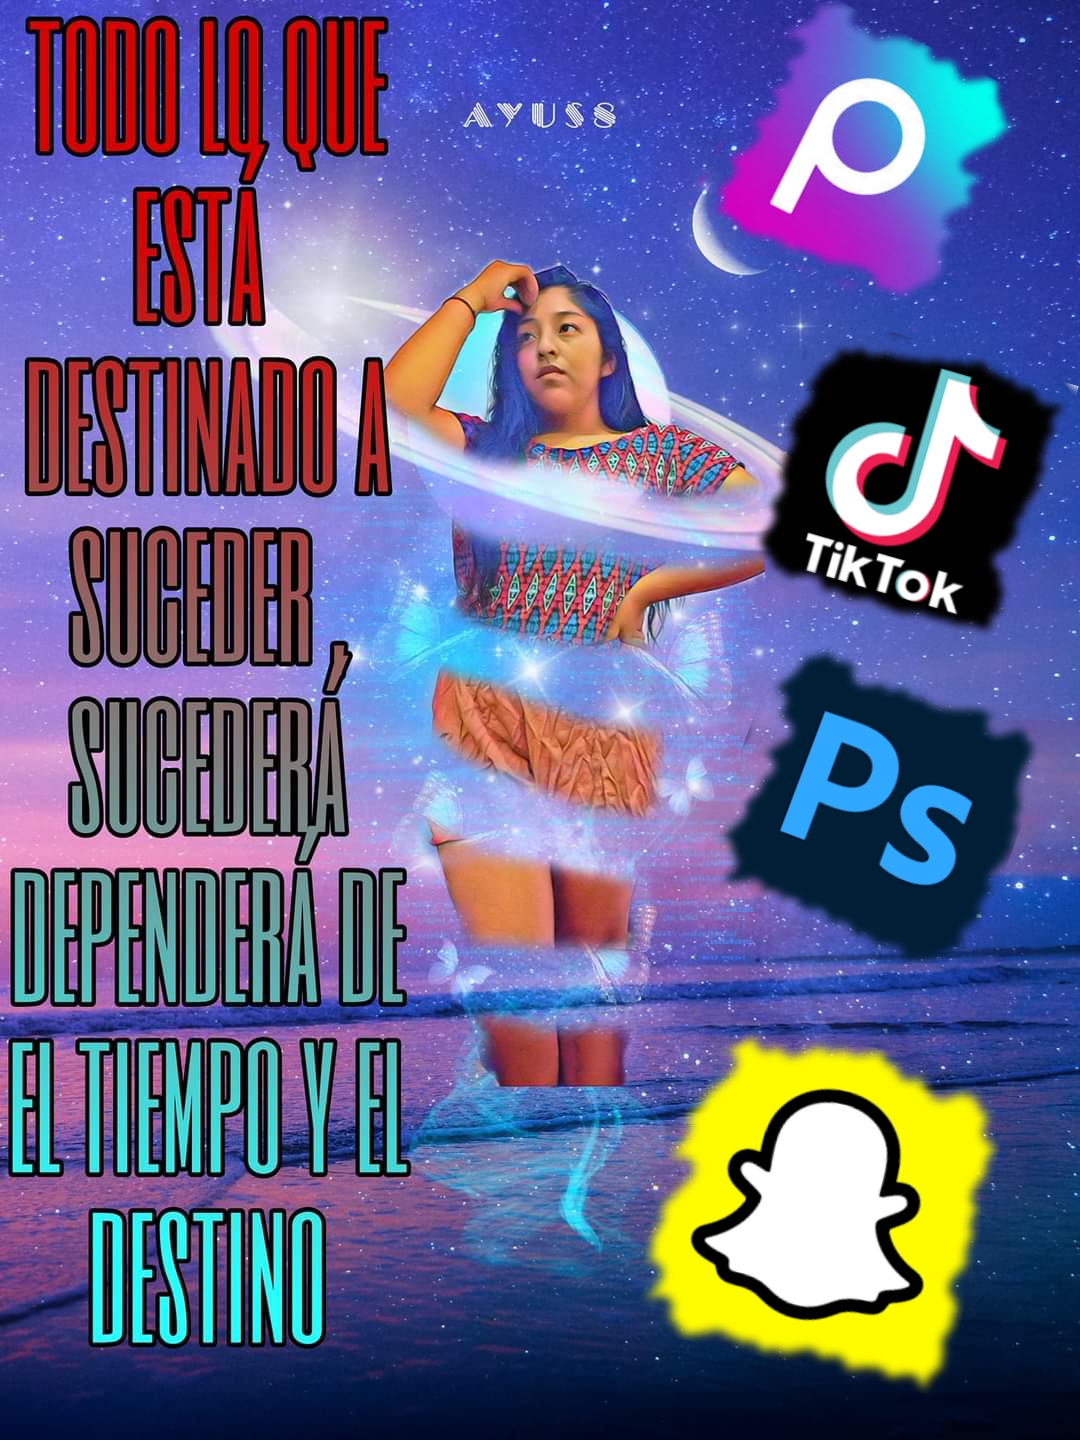 TODO LO QUE
ESTÁ
DESTINADO A
SUCEDER ,
SUCEDERÁ
DEPENDERÁ DE
EL TIEMPO Y EL
DESTINO
AYUSS
TikTok
Ps